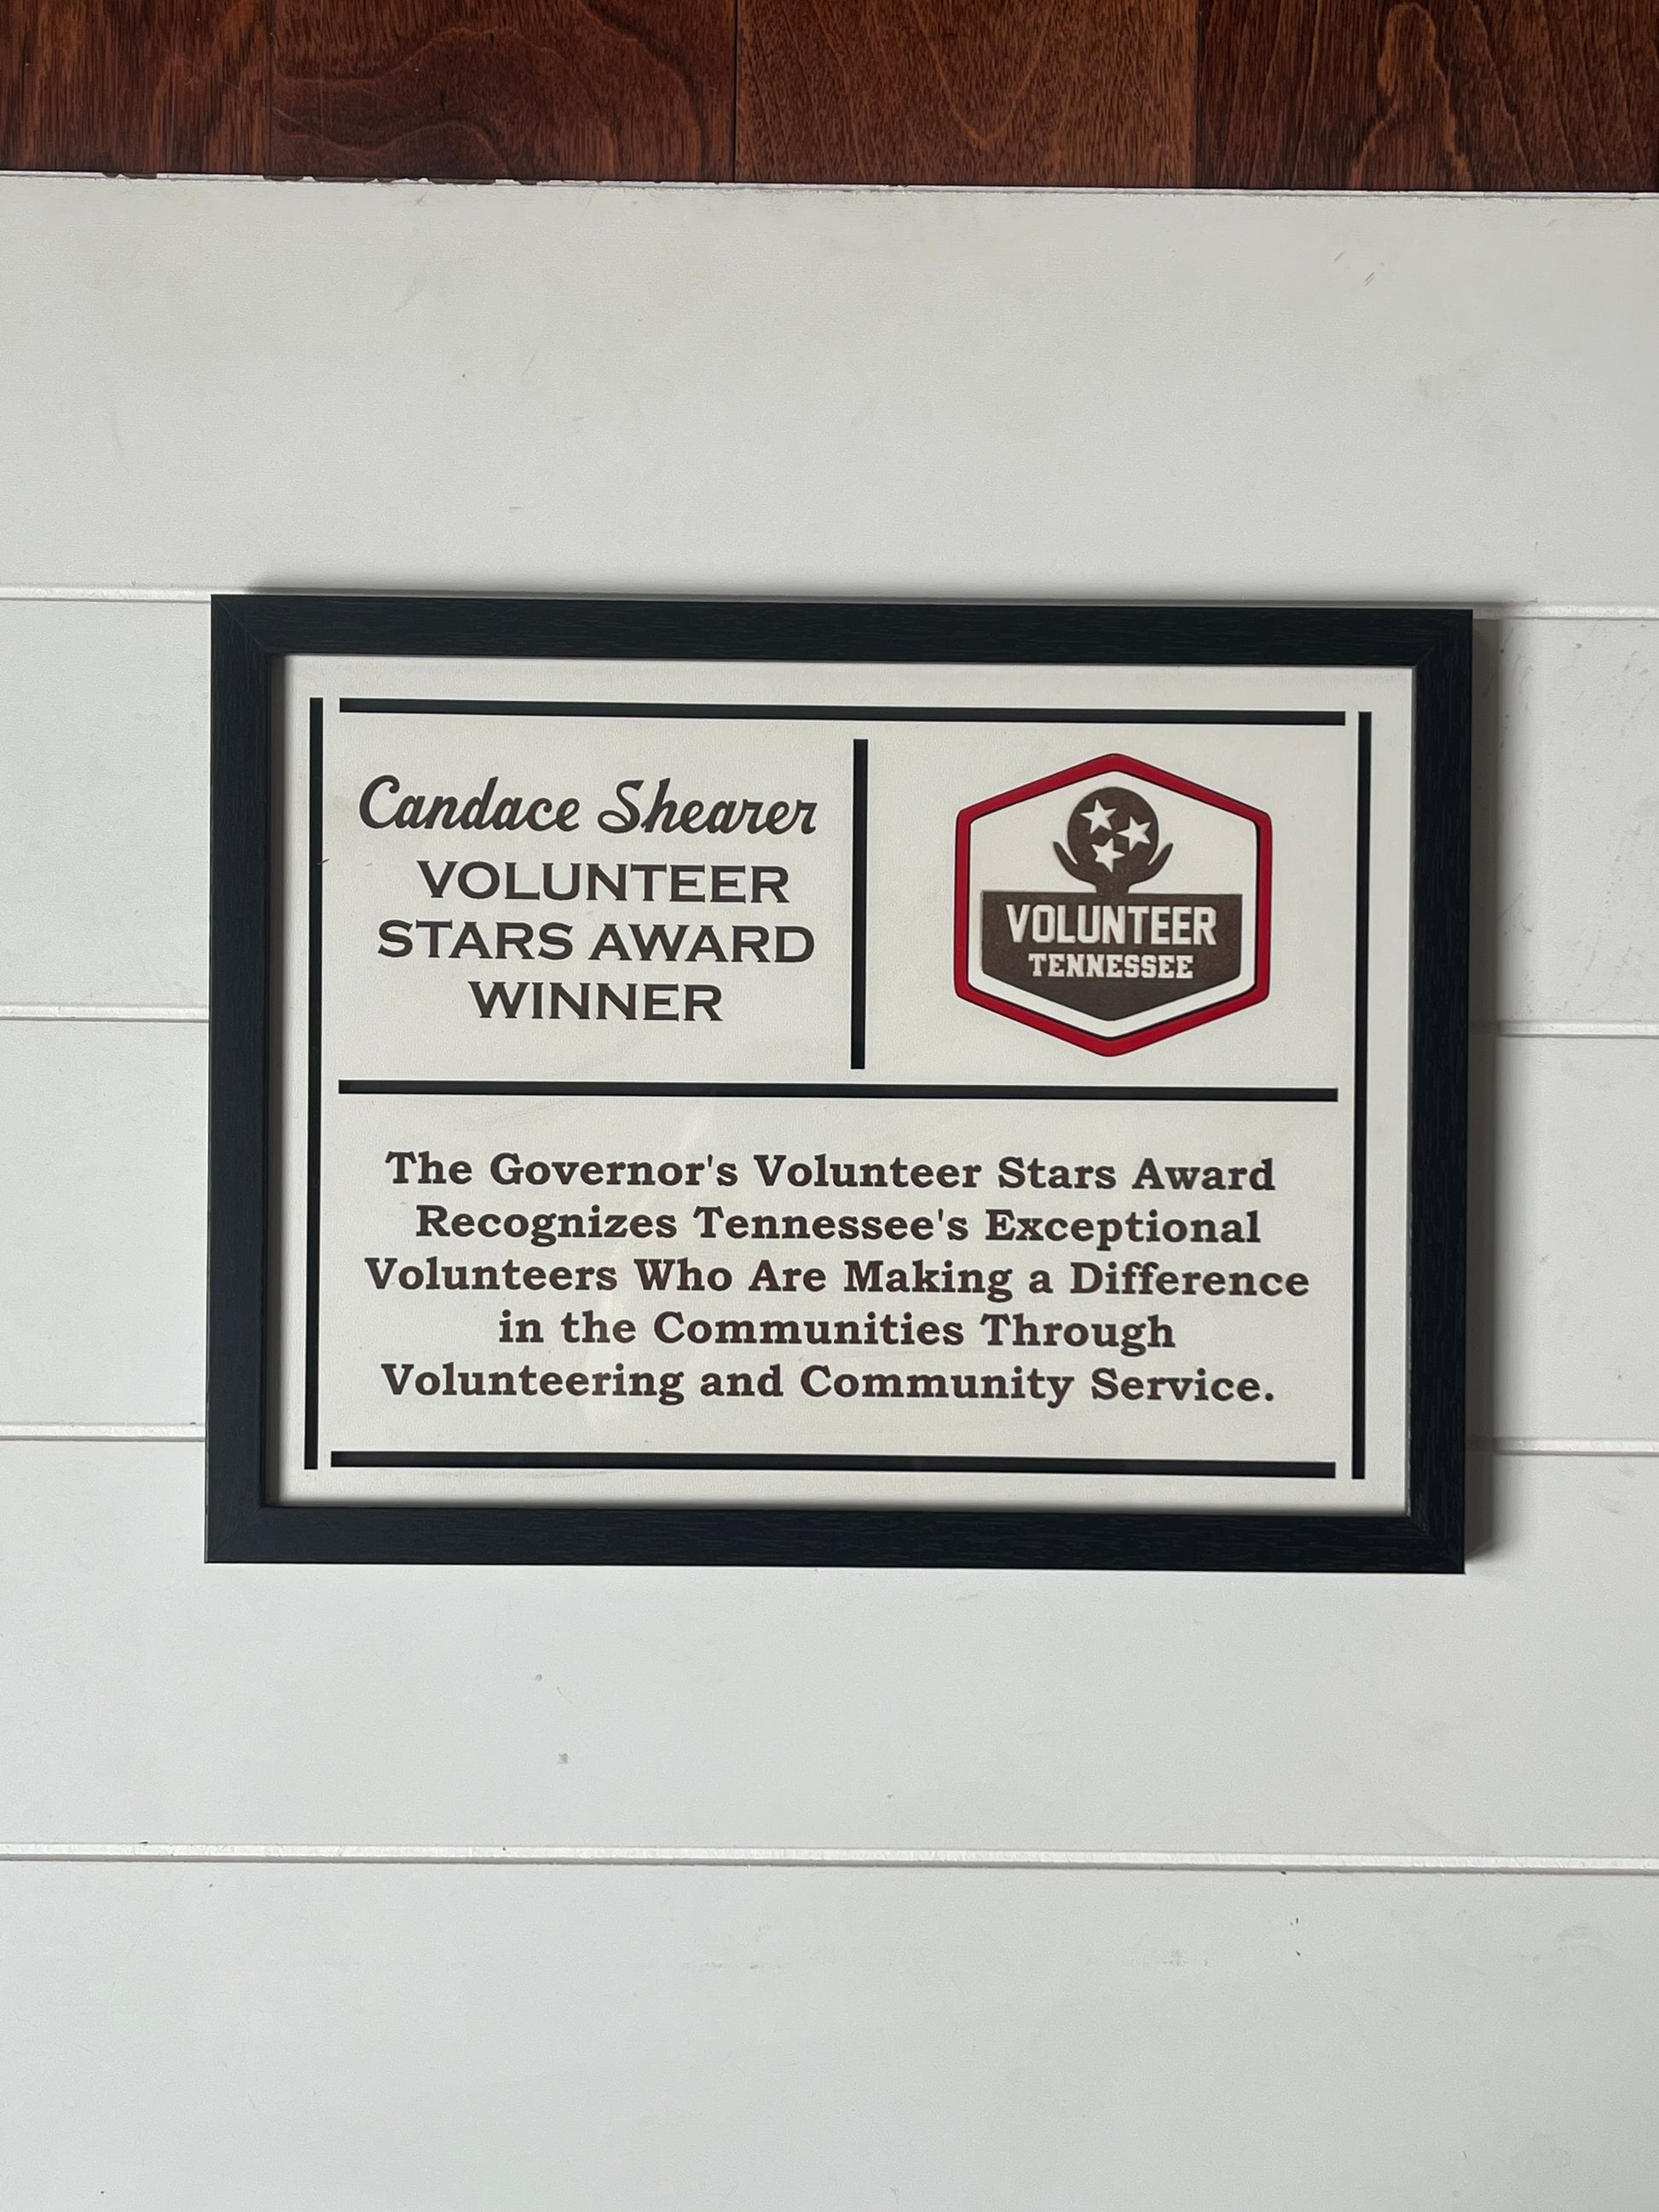 Candace Shearer
VOLUNTEER
STARS AWARD
WINNER
VOLUNTEER
TENNESSEE
The Governor's Volunteer Stars Award
Recognizes Tennessee's Exceptional
Volunteers Who Are Making a Difference
in the Communities Through
Volunteering and Community Service.